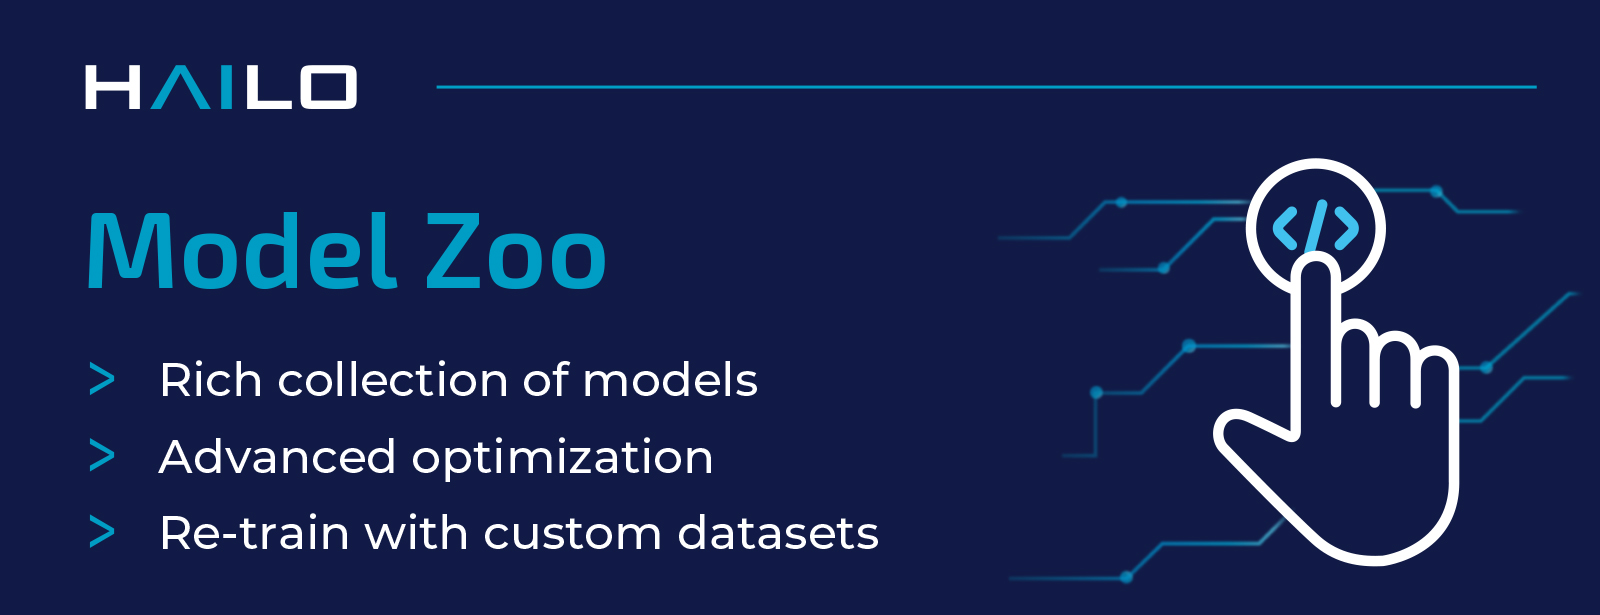 HAILO
Model Zoo
> Rich collection of models
> Advanced optimization
> Re-train with custom datasets
</>